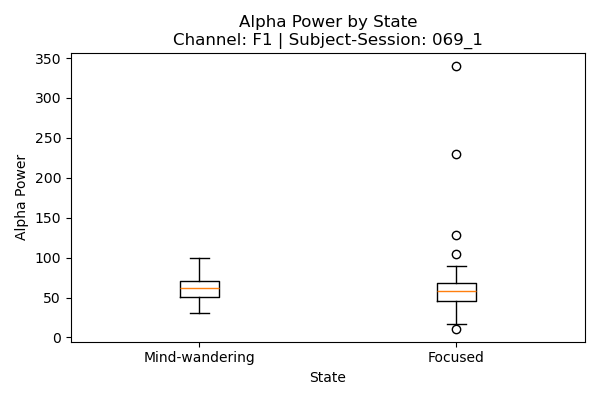 Alpha Power by State
Channel: F1 | Subject-Session: 069_1
350
300
250
200
150
100
50
0
Alpha Power
Mind-wandering
Focused
State